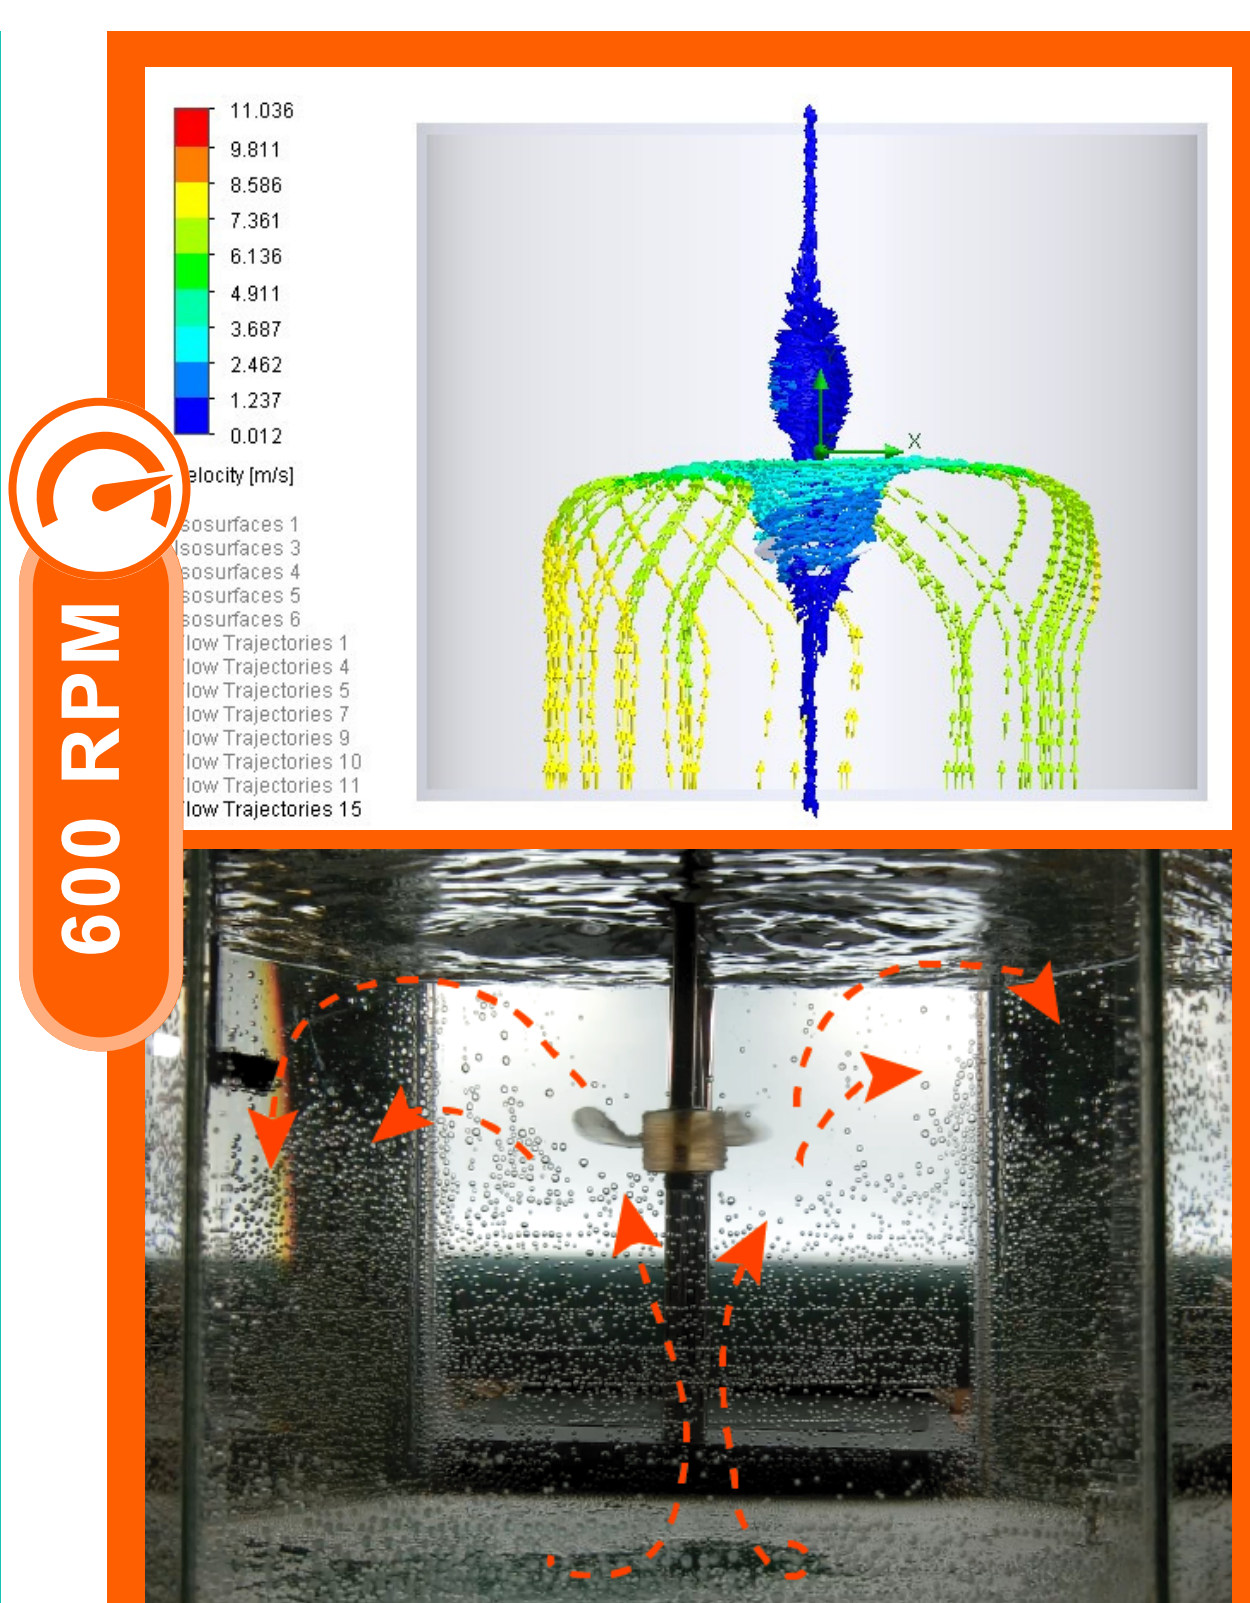 11.036
9.811
8.586
7.361
6.136
4.911
3.687
2.462
1.237
0.012
elocity [m/s]
sosurfaces 1
Isosurfaces 3
sosurfaces 4
sosurfaces 5
sosurfaces 6
low Trajectories 1
low Trajectories 4
low Trajectories 5
low Trajectories 7
low Trajectories 9
low Trajectories 10
low Trajectories 11
low Trajectories 15
Y
X
600 RPM